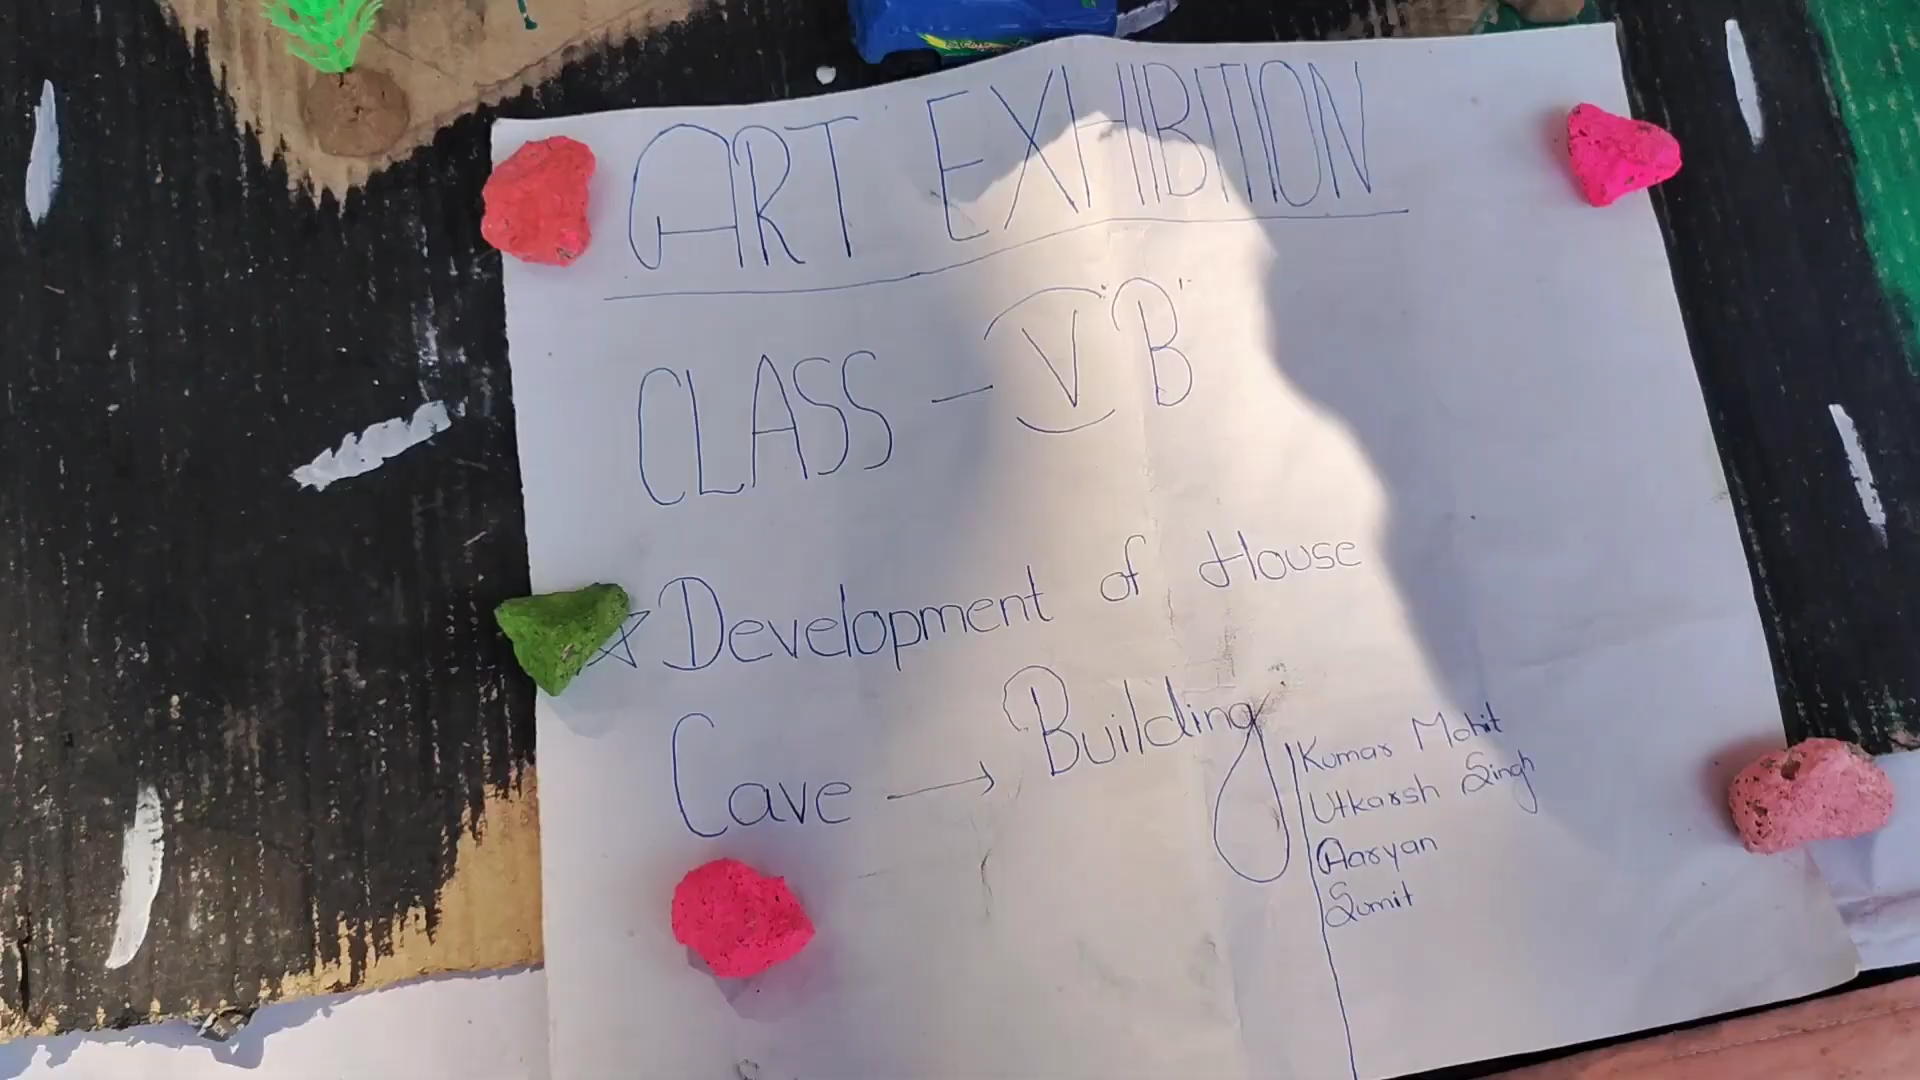 ART EXHIBITION
CLASS - V 'B'
Development of House
Cave → Building
Kumar Mohit
Utkarsh Singh
Aaryan
Sumit